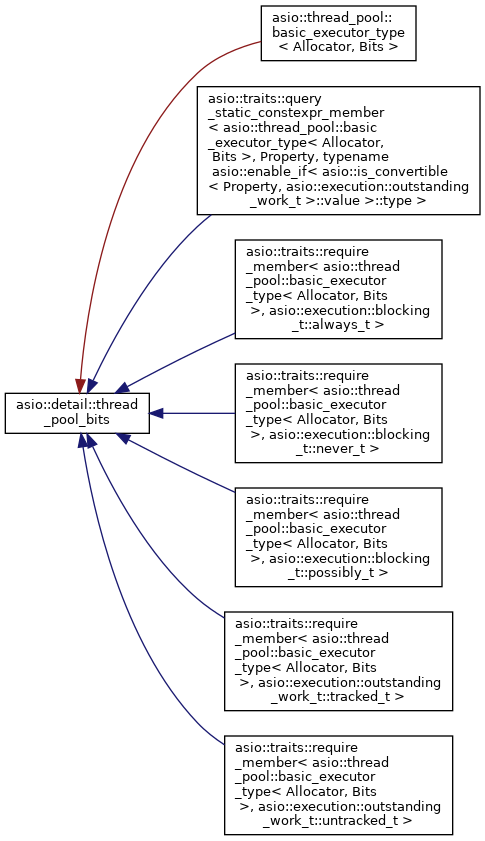 asio::thread_pool::
basic_executor_type
< Allocator, Bits >
asio::traits::query
_static_constexpr_member
< asio::thread_pool::basic
_executor_type< Allocator,
Bits >, Property, typename
asio::enable_if< asio::is_convertible
< Property, asio::execution::outstanding
_work_t >::value >::type >
asio::traits::require
_member< asio::thread
_pool::basic_executor
_type< Allocator, Bits
>, asio::execution::blocking
_t::always_t >
asio::detail::thread
_pool_bits
asio::traits::require
_member< asio::thread
_pool::basic_executor
_type< Allocator, Bits
>, asio::execution::blocking
_t::never_t >
asio::traits::require
_member< asio::thread
_pool::basic_executor
_type< Allocator, Bits
>, asio::execution::blocking
_t::possibly_t >
asio::traits::require
_member< asio::thread
_pool::basic_executor
_type< Allocator, Bits
>, asio::execution::outstanding
_work_t::tracked_t >
asio::traits::require
_member< asio::thread
_pool::basic_executor
_type< Allocator, Bits
>, asio::execution::outstanding
_work_t::untracked_t >